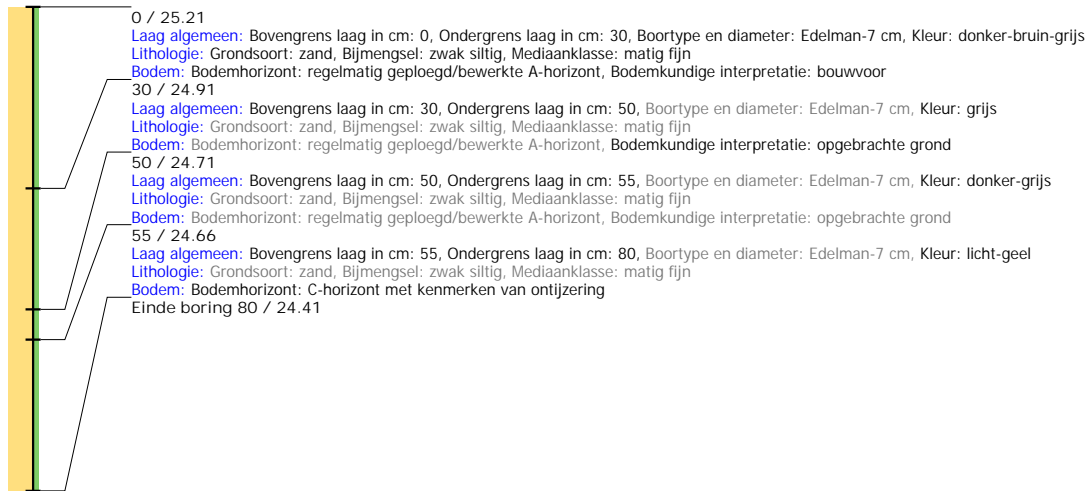 0 / 25.21
Laag algemeen: Bovengrens laag in cm: 0, Ondergrens laag in cm: 30, Boortype en diameter: Edelman-7 cm, Kleur: donker-bruin-grijs
Lithologie: Grondsoort: zand, Bijmengsel: zwak siltig, Mediaanklasse: matig fijn
Bodem: Bodemhorizont: regelmatig geploegd/bewerkte A-horizont, Bodemkundige interpretatie: bouwvoor
30 / 24.91
Laag algemeen: Bovengrens laag in cm: 30, Ondergrens laag in cm: 50, Boortype en diameter: Edelman-7 cm, Kleur: grijs
Lithologie: Grondsoort: zand, Bijmengsel: zwak siltig, Mediaanklasse: matig fijn
Bodem: Bodemhorizont: regelmatig geploegd/bewerkte A-horizont, Bodemkundige interpretatie: opgebrachte grond
50 / 24.71
Laag algemeen: Bovengrens laag in cm: 50, Ondergrens laag in cm: 55, Boortype en diameter: Edelman-7 cm, Kleur: donker-grijs
Lithologie: Grondsoort: zand, Bijmengsel: zwak siltig, Mediaanklasse: matig fijn
Bodem: Bodemhorizont: regelmatig geploegd/bewerkte A-horizont, Bodemkundige interpretatie: opgebrachte grond
55 / 24.66
Laag algemeen: Bovengrens laag in cm: 55, Ondergrens laag in cm: 80, Boortype en diameter: Edelman-7 cm, Kleur: licht-geel
Lithologie: Grondsoort: zand, Bijmengsel: zwak siltig, Mediaanklasse: matig fijn
Bodem: Bodemhorizont: C-horizont met kenmerken van ontijzering
Einde boring 80 / 24.41